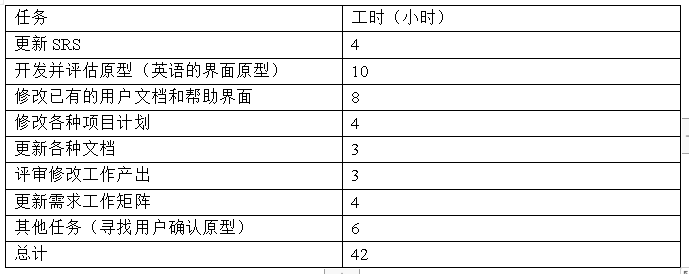 任务 工时（小时）
更新 SRS 4
开发并评估原型（英语的界面原型） 10
修改已有的用户文档和帮助界面 8
修改各种项目计划 4
更新各种文档 3
评审修改工作产出 3
更新需求工作矩阵 4
其他任务（寻找用户确认原型） 6
总计 42